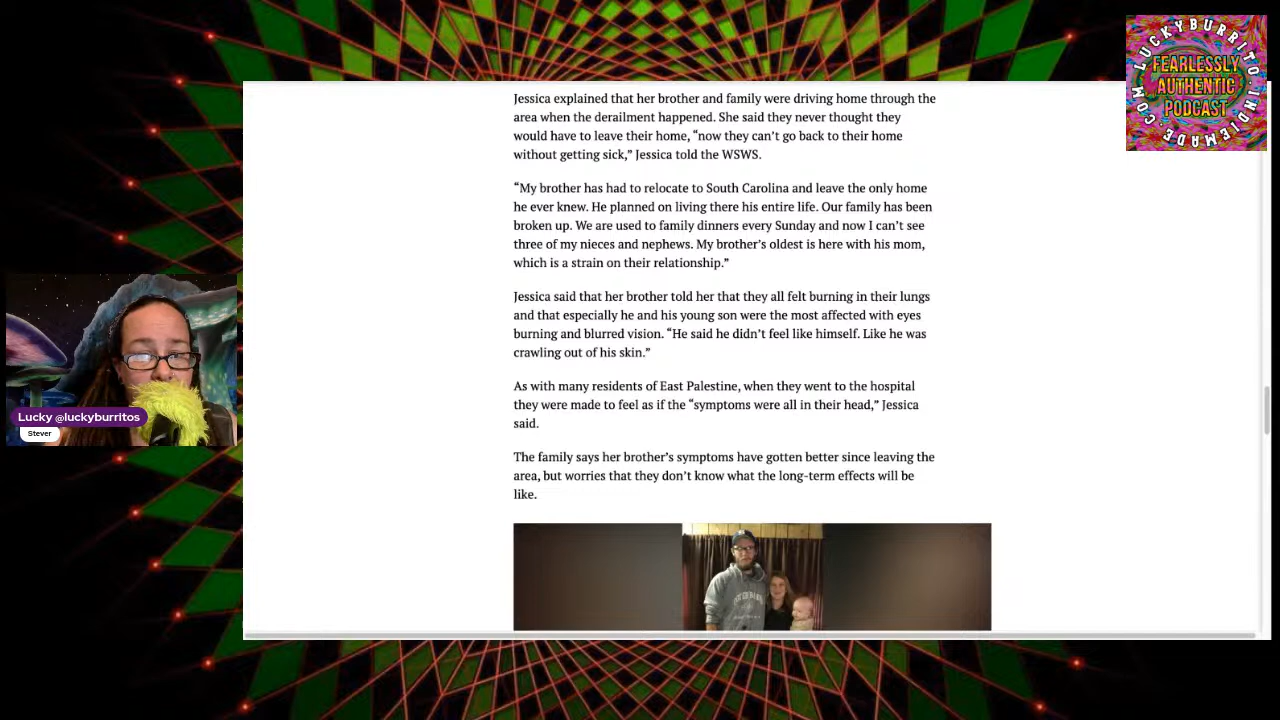 Jessica explained that her brother and family were driving home through the
area when the derailment happened. She said they never thought they
would have to leave their home, “now they can’t go back to their home
without getting sick,” Jessica told the WSWS.
“My brother has had to relocate to South Carolina and leave the only home
he ever knew. He planned on living there his entire life. Our family has been
broken up. We are used to family dinners every Sunday and now I can’t see
three of my nieces and nephews. My brother’s oldest is here with his mom,
which is a strain on their relationship.”
Jessica said that her brother told her that they all felt burning in their lungs
and that especially he and his young son were the most affected with eyes
burning and blurred vision. “He said he didn’t feel like himself. Like he was
crawling out of his skin.”
As with many residents of East Palestine, when they went to the hospital
they were made to feel as if the “symptoms were all in their head,” Jessica
said.
The family says her brother’s symptoms have gotten better since leaving the
area, but worries that they don’t know what the long-term effects will be
like.
LUCKYBURRITO.INDIEMADE.COM
FEARLESSLY
AUTHENTIC
PODCAST
Lucky @luckyburritos
Stever